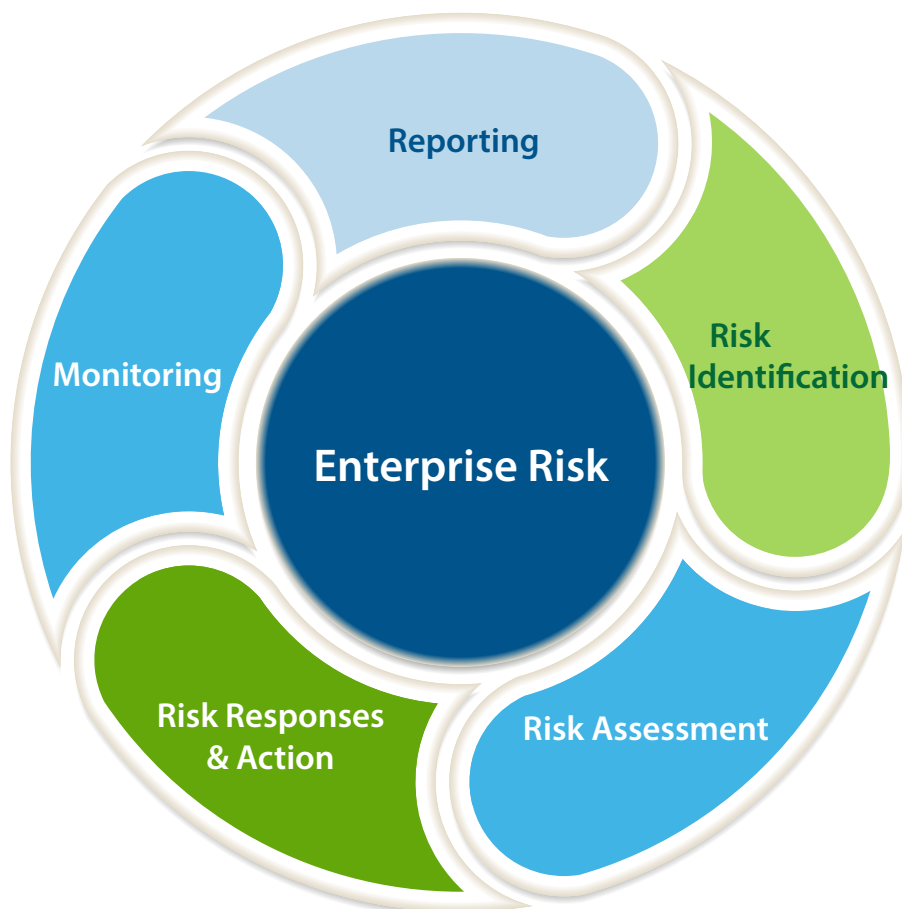 Reporting
Risk
Identification
Monitoring
Enterprise Risk
Risk Responses
& Action
Risk Assessment